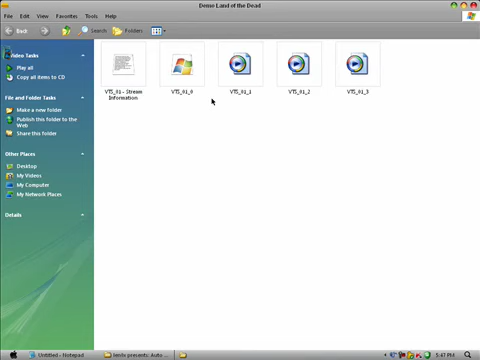 Demo Land of the Dead
File Edit View Favorites Tools Help
Back Search Folders
Video Tasks
Play all
Copy all items to CD
File and Folder Tasks
Make a new folder
Publish this folder to the
Web
Share this folder
Other Places
Desktop
My Videos
My Computer
My Network Places
Details
VTS_01 - Stream
Information
VTS_01_0
VTS_01_1
VTS_01_2
VTS_01_3
Untitled - Notepad
presents: Auto ...
5:47 PM